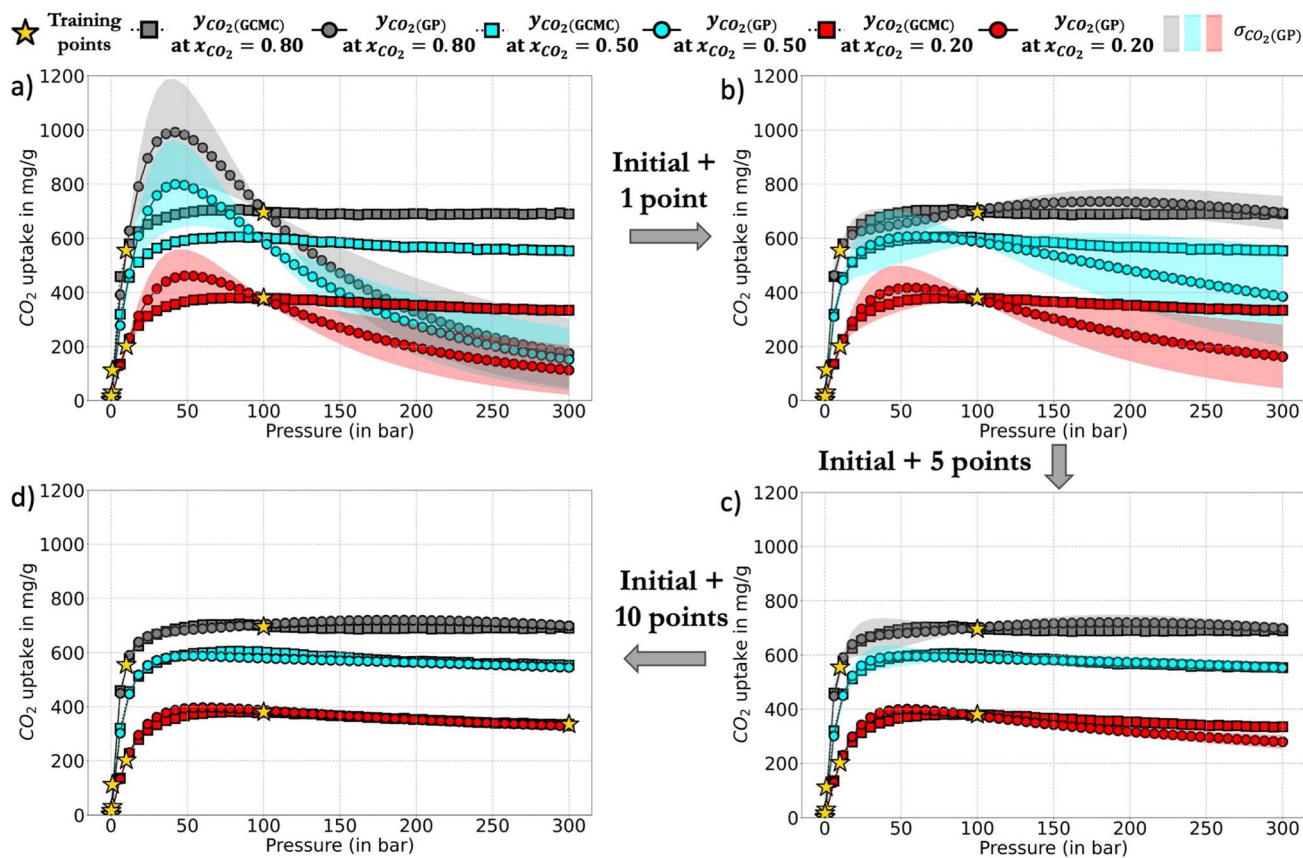 Training points
y_CO2(GCMC) at x_CO2 = 0.80
y_CO2(GP) at x_CO2 = 0.80
y_CO2(GCMC) at x_CO2 = 0.50
y_CO2(GP) at x_CO2 = 0.50
y_CO2(GCMC) at x_CO2 = 0.20
y_CO2(GP) at x_CO2 = 0.20
σ_CO2(GP)
a)
1200
1000
800
600
400
200
0
CO2 uptake in mg/g
0 50 100 150 200 250 300
Pressure (in bar)
Initial +
1 point
b)
1200
1000
800
600
400
200
0
CO2 uptake in mg/g
0 50 100 150 200 250 300
Pressure (in bar)
Initial + 5 points
d)
1200
1000
800
600
400
200
0
CO2 uptake in mg/g
0 50 100 150 200 250 300
Pressure (in bar)
Initial +
10 points
c)
1200
1000
800
600
400
200
0
CO2 uptake in mg/g
0 50 100 150 200 250 300
Pressure (in bar)